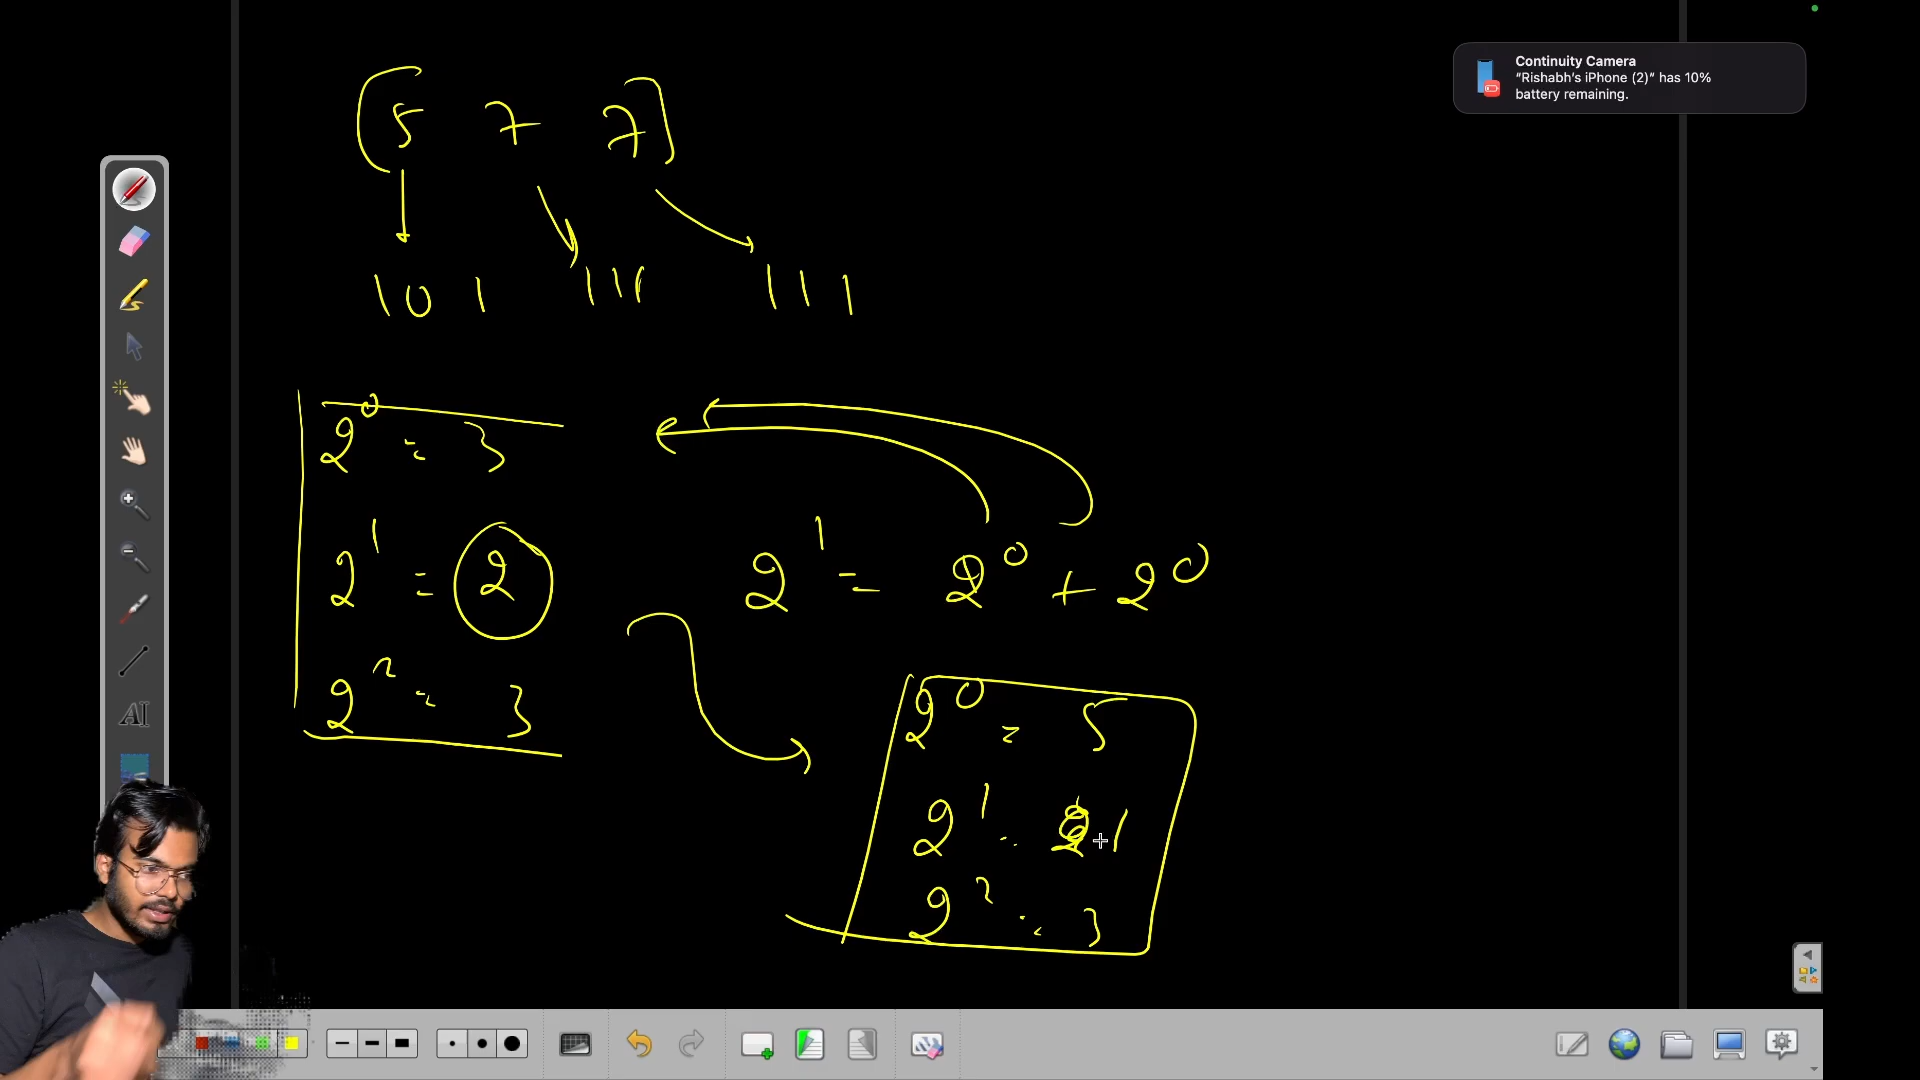 Continuity Camera
“Rishabh’s iPhone (2)” has 10%
battery remaining.
[5 7 7]
101 111 111
2^0 = 3
2^1 = 2
2^2 = 3
2^1 = 2^0 + 2^0
2^0 = 5
2^1 = 1
2^2 = 3
AI